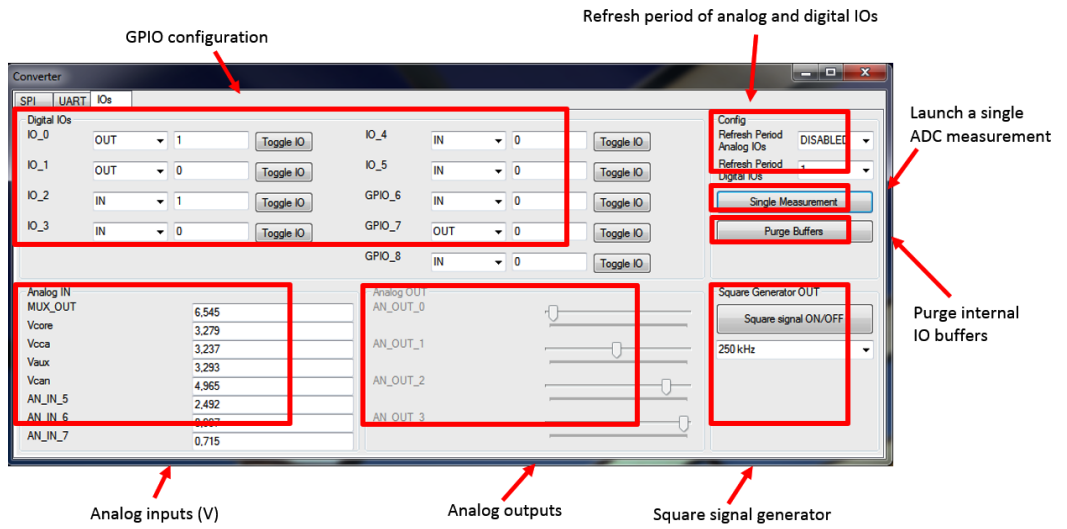 Refresh period of analog and digital IOs
GPIO configuration
Converter
SPI UART IOs
Digital IOs
IO_0 OUT 1 Toggle IO
IO_1 OUT 0 Toggle IO
IO_2 IN 1 Toggle IO
IO_3 IN 0 Toggle IO
IO_4 IN 0 Toggle IO
IO_5 IN 0 Toggle IO
GPIO_6 IN 0 Toggle IO
GPIO_7 OUT 0 Toggle IO
GPIO_8 IN 0 Toggle IO
Config
Refresh Period
Analog IOs
DISABLED
Refresh Period
Digital IOs
Single Measurement
Purge Buffers
Launch a single
ADC measurement
Purge internal
IO buffers
Analog IN
MUX_OUT 6,545
Vcore 3,279
Vcca 3,237
Vaux 3,293
Vcan 4,965
AN_IN_5 2,492
AN_IN_6
AN_IN_7 0,715
Analog OUT
AN_OUT_0
AN_OUT_1
AN_OUT_2
AN_OUT_3
Square Generator OUT
Square signal ON/OFF
250 kHz
Analog inputs (V)
Analog outputs
Square signal generator